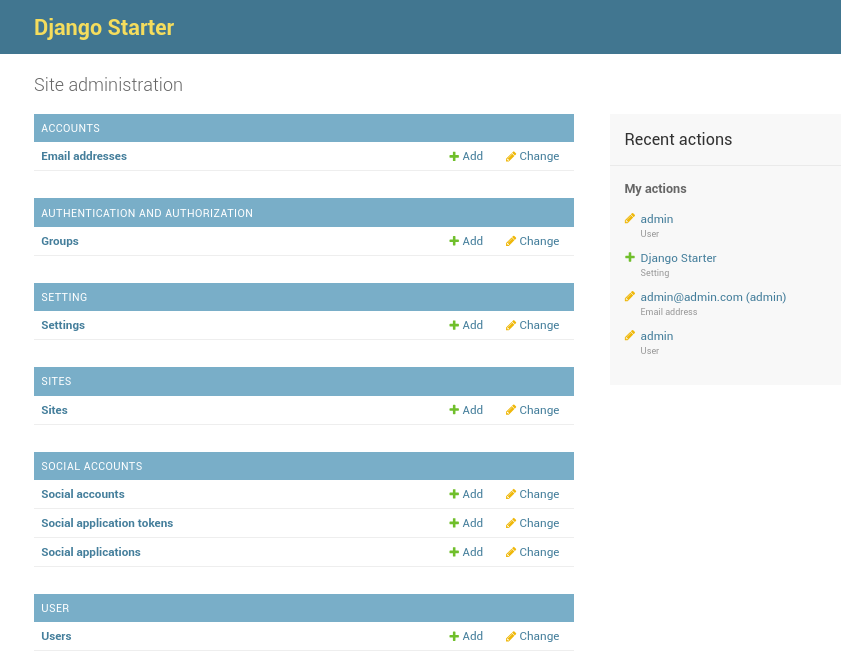 Django Starter
Site administration
ACCOUNTS
Email addresses Add Change
AUTHENTICATION AND AUTHORIZATION
Groups Add Change
SETTING
Settings Add Change
SITES
Sites Add Change
SOCIAL ACCOUNTS
Social accounts Add Change
Social application tokens Add Change
Social applications Add Change
USER
Users Add Change
Recent actions
My actions
admin
User
Django Starter
Setting
admin@admin.com (admin)
Email address
admin
User